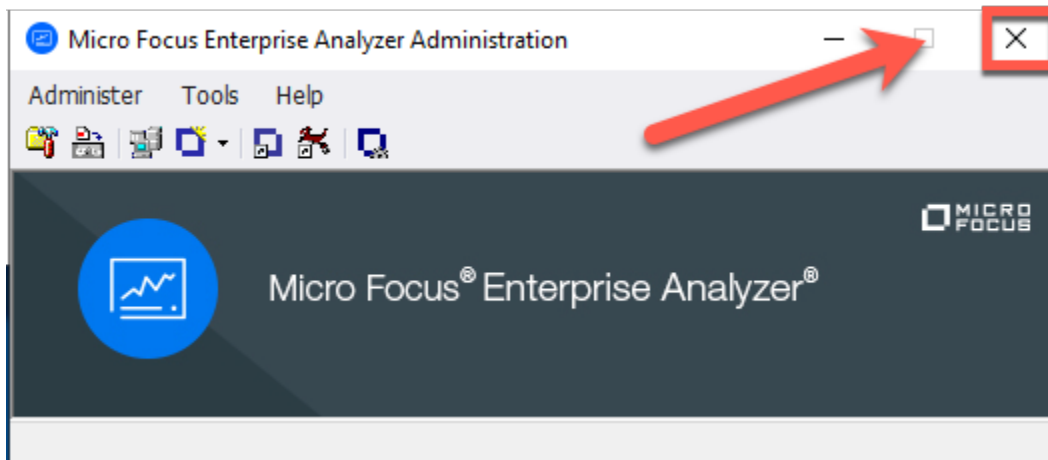 Micro Focus Enterprise Analyzer Administration
Administer Tools Help
MICRO
FOCUS
Micro Focus® Enterprise Analyzer®